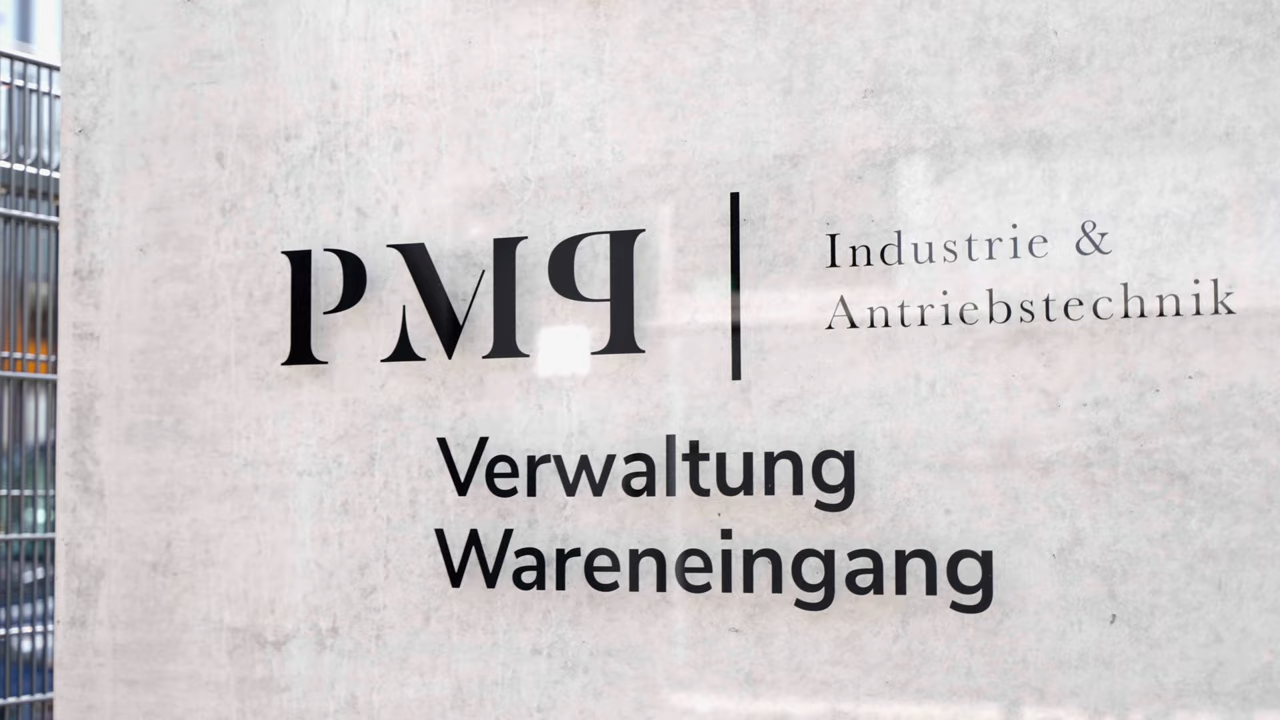 PMP
Industrie &
Antriebstechnik
Verwaltung
Wareneingang